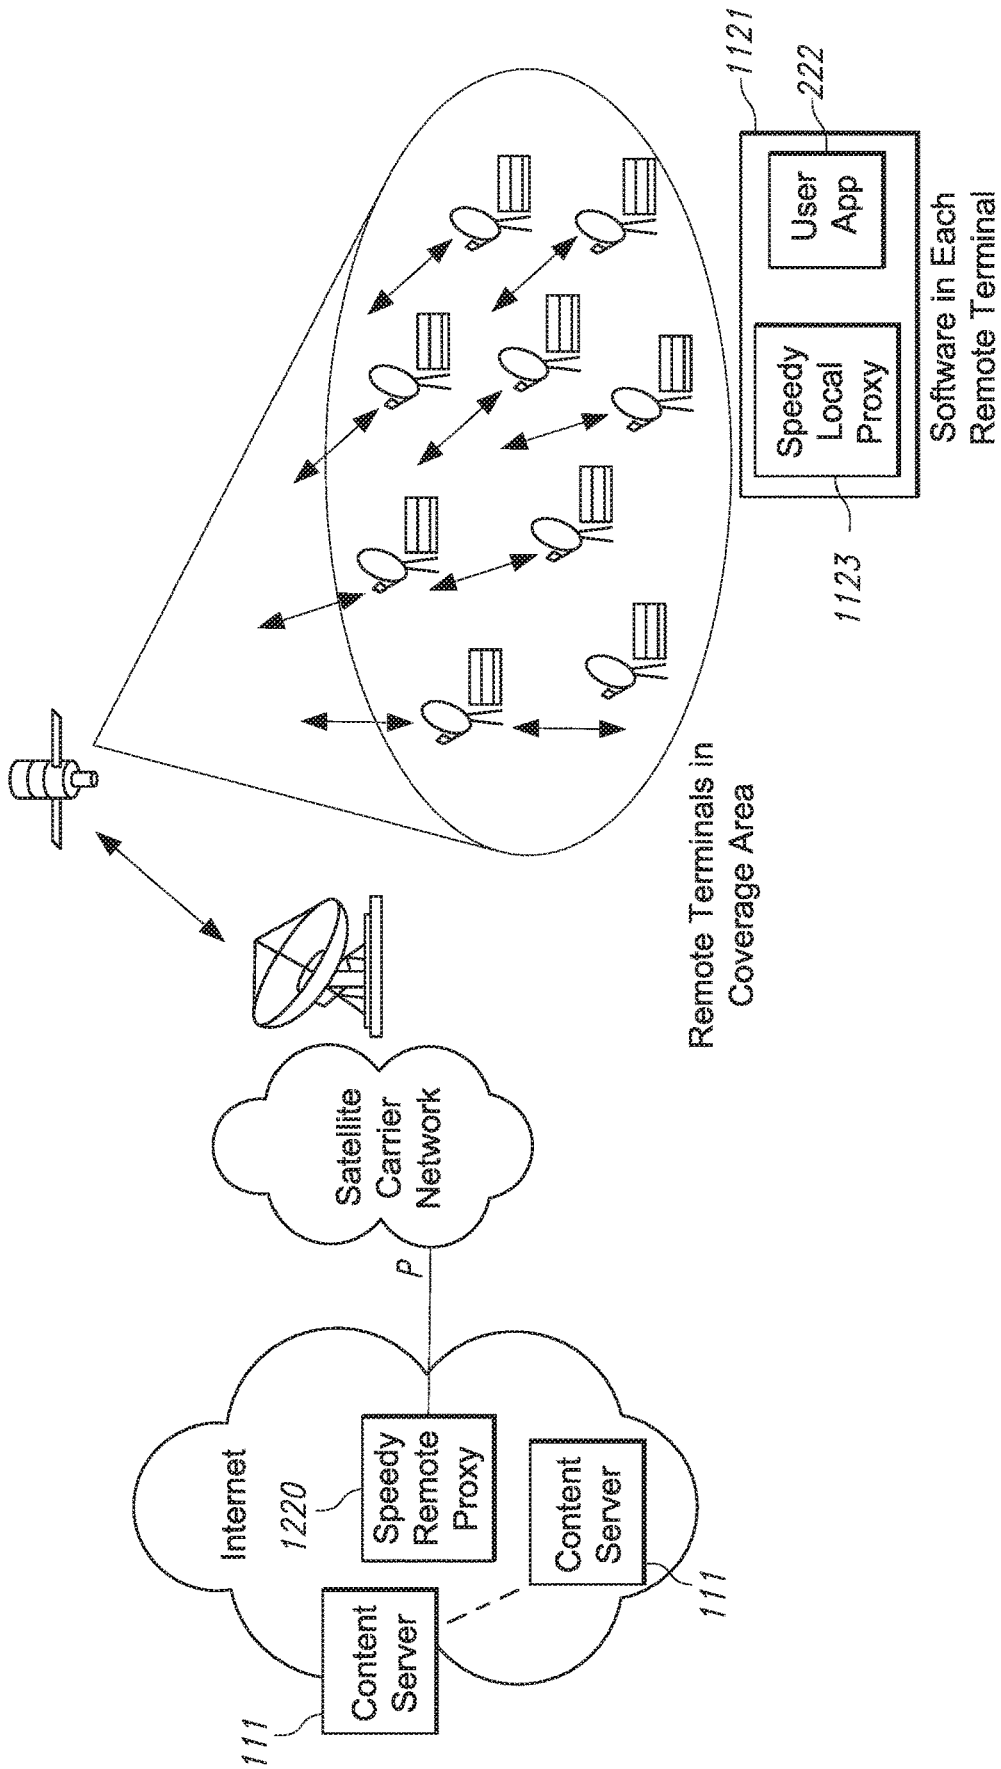 111
Content
Server
Internet
1220
Speedy
Remote
Proxy
Content
Server
111
P
Satellite
Carrier
Network
Remote Terminals in
Coverage Area
1123
Speedy
Local
Proxy
User
App
1121
222
Software in Each
Remote Terminal